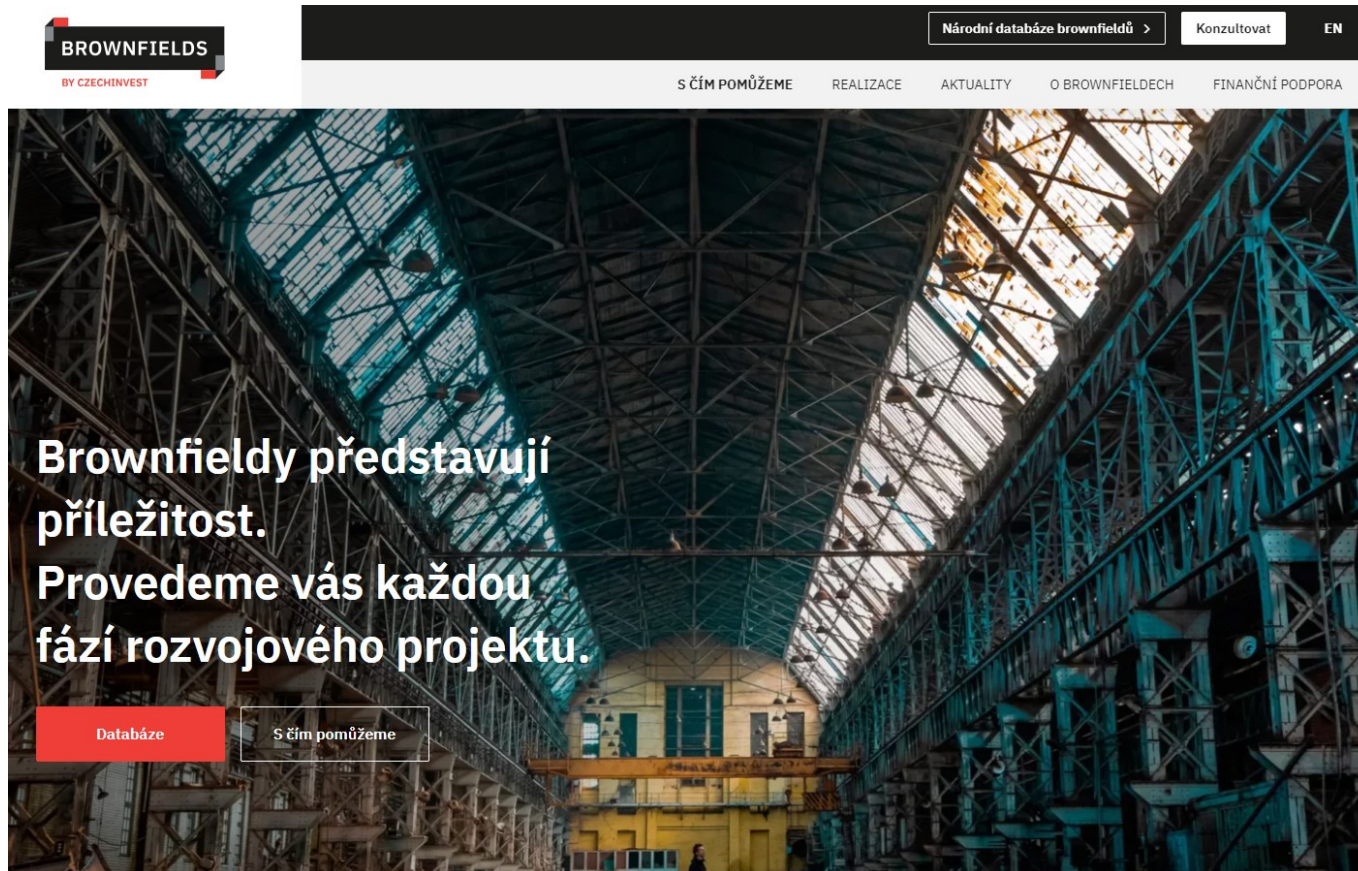 BROWNFIELDS
BY CZECHINVEST
Národní databáze brownfieldů >
Konzultovat
EN
S ČÍM POMŮŽEME
REALIZACE
AKTUALITY
O BROWNFIELDECH
FINANČNÍ PODPORA
Brownfieldy představují
příležitost.
Provedeme vás každou
fází rozvojového projektu.
Databáze
S čím pomůžeme